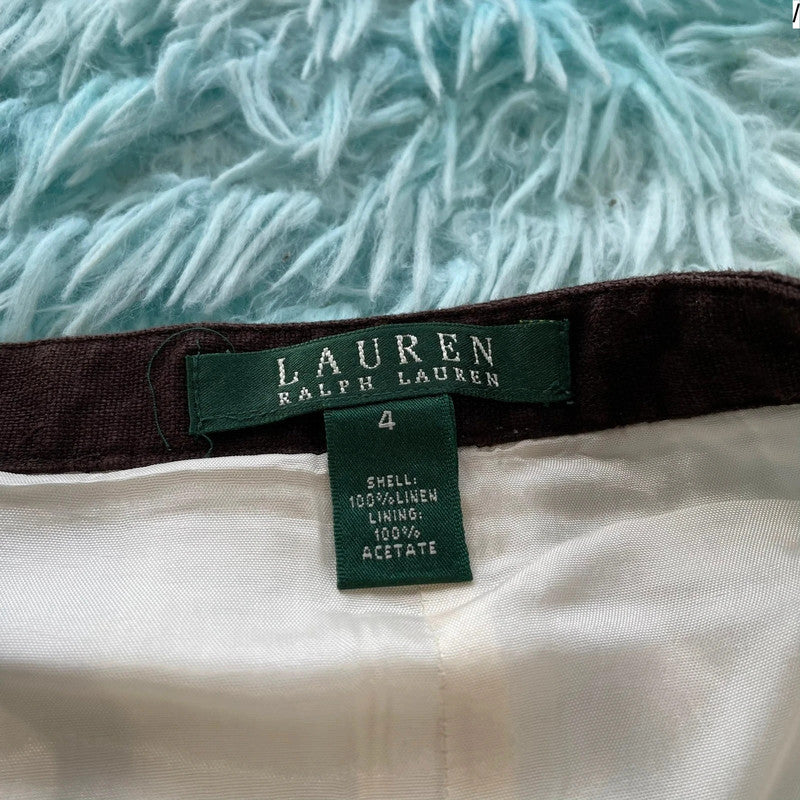 LAUREN
RALPH LAUREN
4
SHELL:
100%LINEN
LINING:
100%
ACETATE